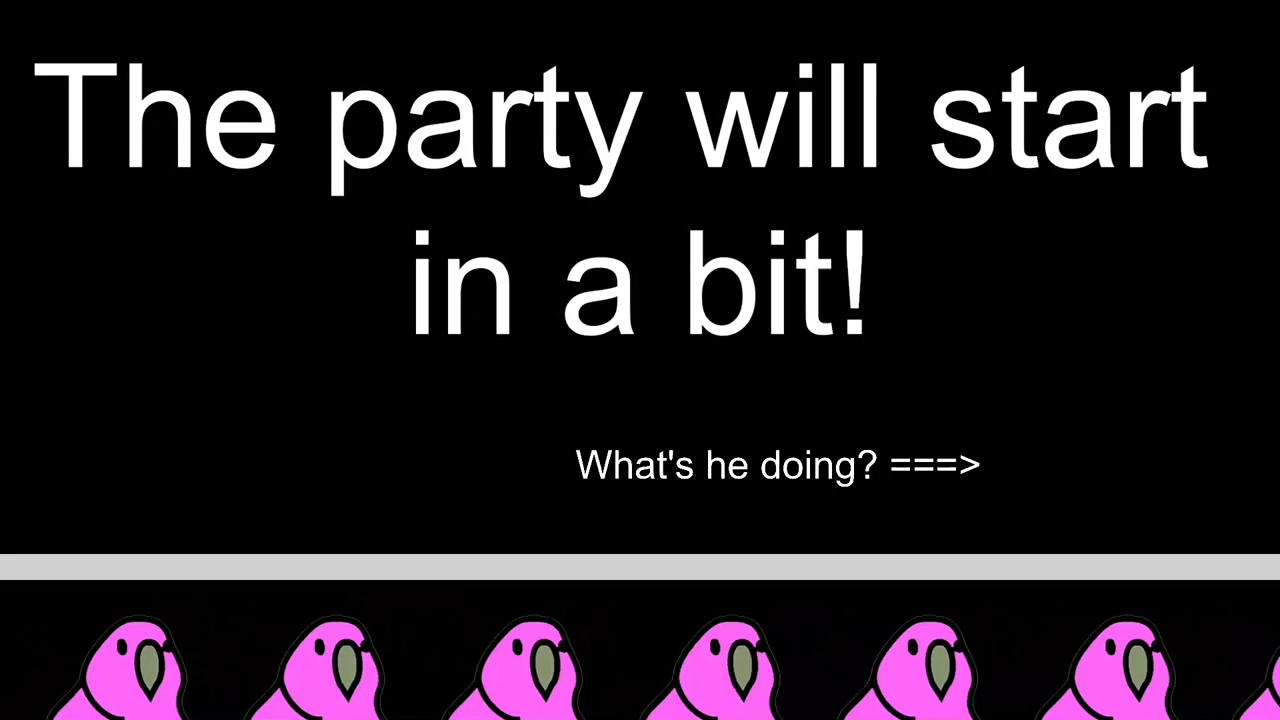 The party will start
in a bit!
What's he doing? ===>